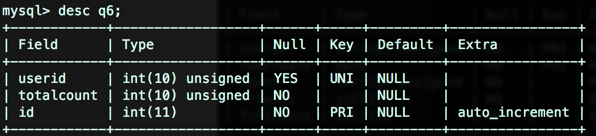 mysql> desc q6;
+------------+------------------+------+-----+---------+----------------+
| Field      | Type             | Null | Key | Default | Extra          |
+------------+------------------+------+-----+---------+----------------+
| userid     | int(10) unsigned | YES  | UNI | NULL    |                |
| totalcount | int(10) unsigned | NO   |     | NULL    |                |
| id         | int(11)          | NO   | PRI | NULL    | auto_increment |
+------------+------------------+------+-----+---------+----------------+